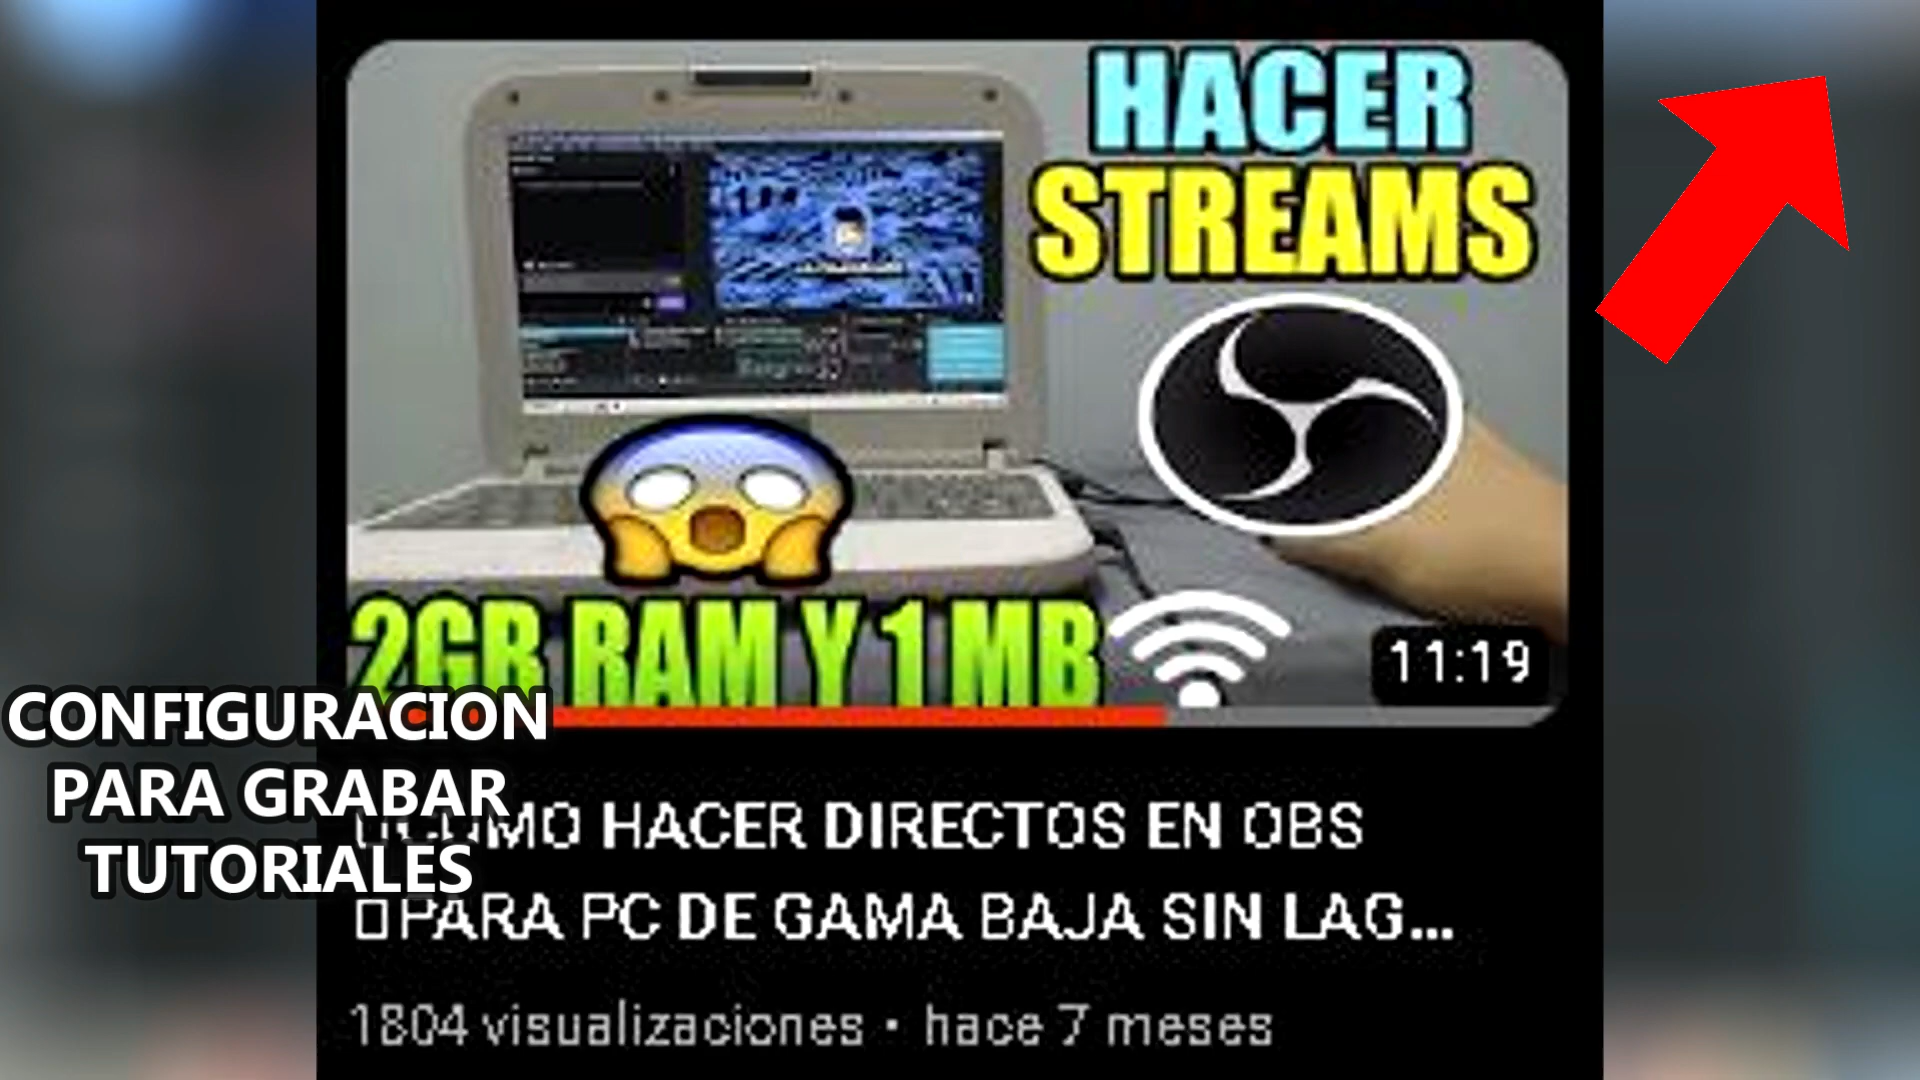 HACER
STREAMS
2GB RAM Y 1 MB
11:19
CONFIGURACION
PARA GRABAR
TUTORIALES
COMO HACER DIRECTOS EN OBS
PARA PC DE GAMA BAJA SIN LAG...
1804 visualizaciones • hace 7 meses